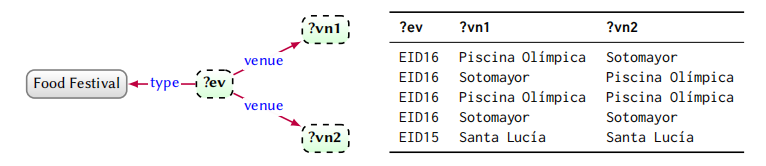 ?vn1
venue
Food Festival
type
?ev
venue
?vn2
?ev ?vn1 ?vn2
EID16 Piscina Olímpica Sotomayor
EID16 Sotomayor Piscina Olímpica
EID16 Piscina Olímpica Piscina Olímpica
EID16 Sotomayor Sotomayor
EID15 Santa Lucía Santa Lucía